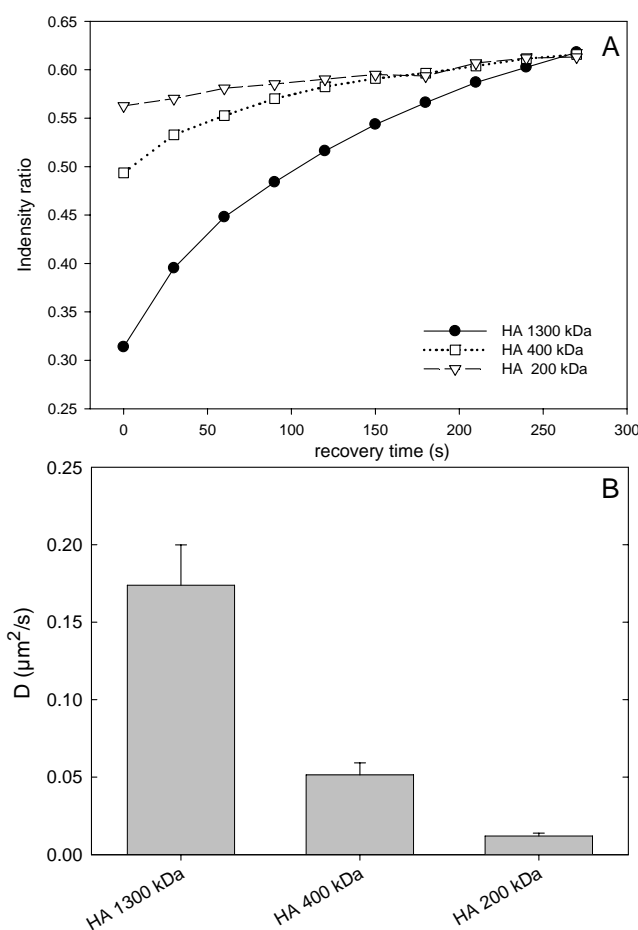 A
0.65
0.60
0.55
0.50
0.45
0.40
0.35
0.30
0.25
Indensity ratio
HA 1300 kDa
HA 400 kDa
HA 200 kDa
0 50 100 150 200 250 300
recovery time (s)
B
0.25
0.20
0.15
0.10
0.05
0.00
D (µm²/s)
HA 1300 kDa
HA 400 kDa
HA 200 kDa